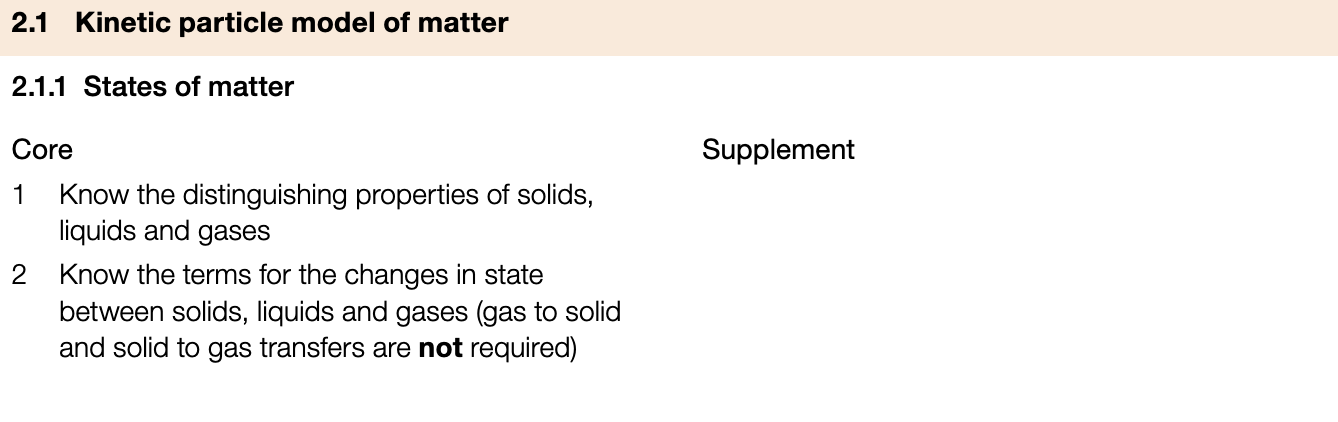 2.1 Kinetic particle model of matter
2.1.1 States of matter
Core
1 Know the distinguishing properties of solids,
liquids and gases
2 Know the terms for the changes in state
between solids, liquids and gases (gas to solid
and solid to gas transfers are not required)
Supplement